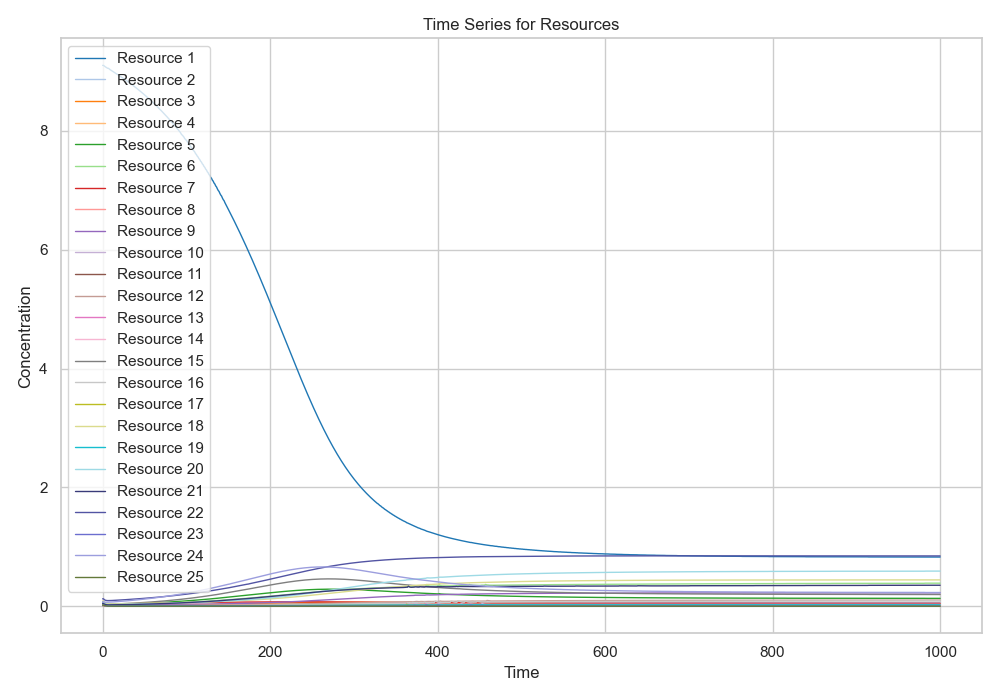 Time Series for Resources
Resource 1
Resource 2
Resource 3
Resource 4
Resource 5
Resource 6
Resource 7
Resource 8
Resource 9
Resource 10
Resource 11
Resource 12
Resource 13
Resource 14
Resource 15
Resource 16
Resource 17
Resource 18
Resource 19
Resource 20
Resource 21
Resource 22
Resource 23
Resource 24
Resource 25
Concentration
8
6
4
2
0
0 200 400 600 800 1000
Time